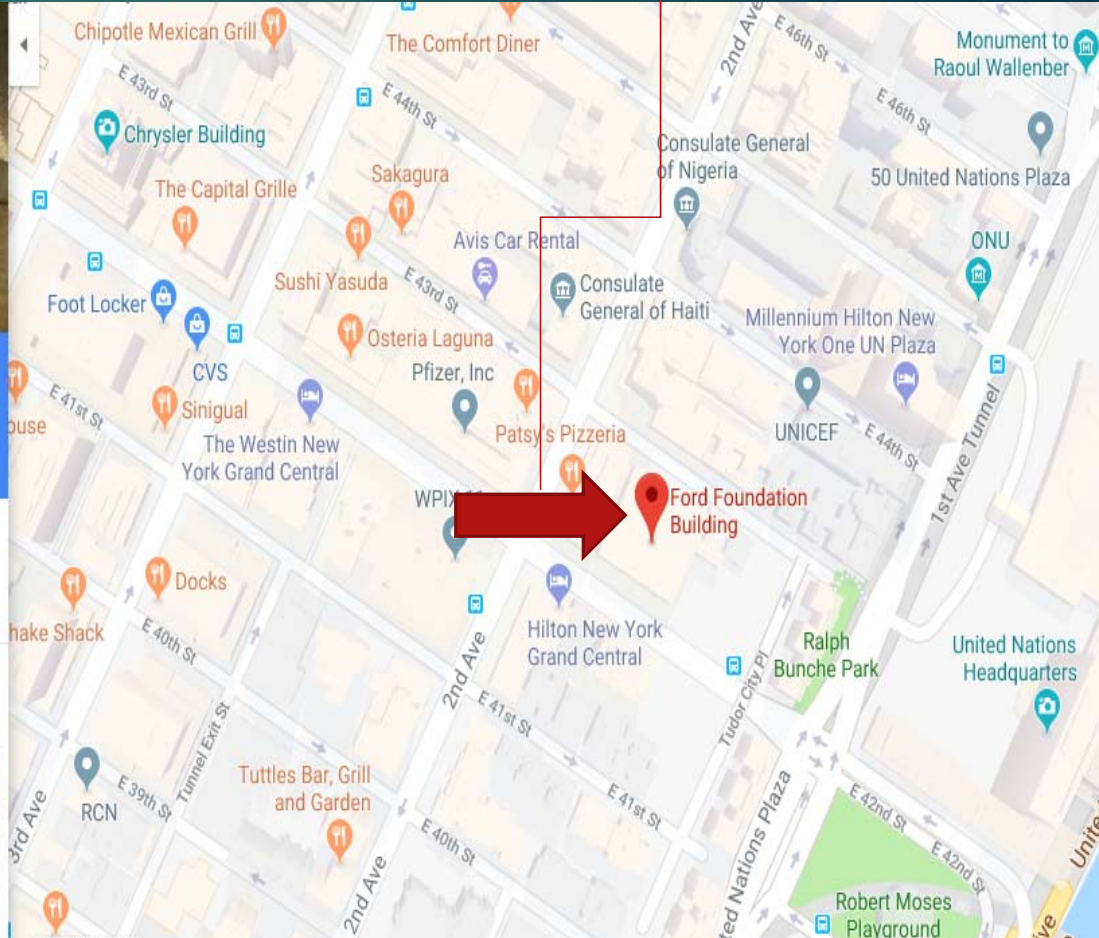 Chipotle Mexican Grill
The Comfort Diner
2nd Ave
E 46th St
Monument to
Raoul Wallenber
E 43rd St
E 44th St
E 46th St
Chrysler Building
Consulate General
of Nigeria
50 United Nations Plaza
The Capital Grille
Sakagura
Avis Car Rental
ONU
Sushi Yasuda
E 43rd St
Consulate
General of Haiti
Foot Locker
Millennium Hilton New
York One UN Plaza
Osteria Laguna
CVS
Pfizer, Inc
E 41st St
Sinigual
ouse
Patsy's Pizzeria
UNICEF
E 44th St
1st Ave Tunnel
The Westin New
York Grand Central
WPIX
Ford Foundation
Building
Docks
hake Shack
E 40th St
Hilton New York
Grand Central
2nd Ave
Ralph
Bunche Park
United Nations
Headquarters
Tudor City Pl
E 41st St
Tunnel Exit St
RCN
E 39th St
3rd Ave
Tuttles Bar, Grill
and Garden
E 41st St
E 40th St
2nd Ave
ted Nations Plaza
E 42nd St
E 42nd St
Unite
Robert Moses
Playground
ive